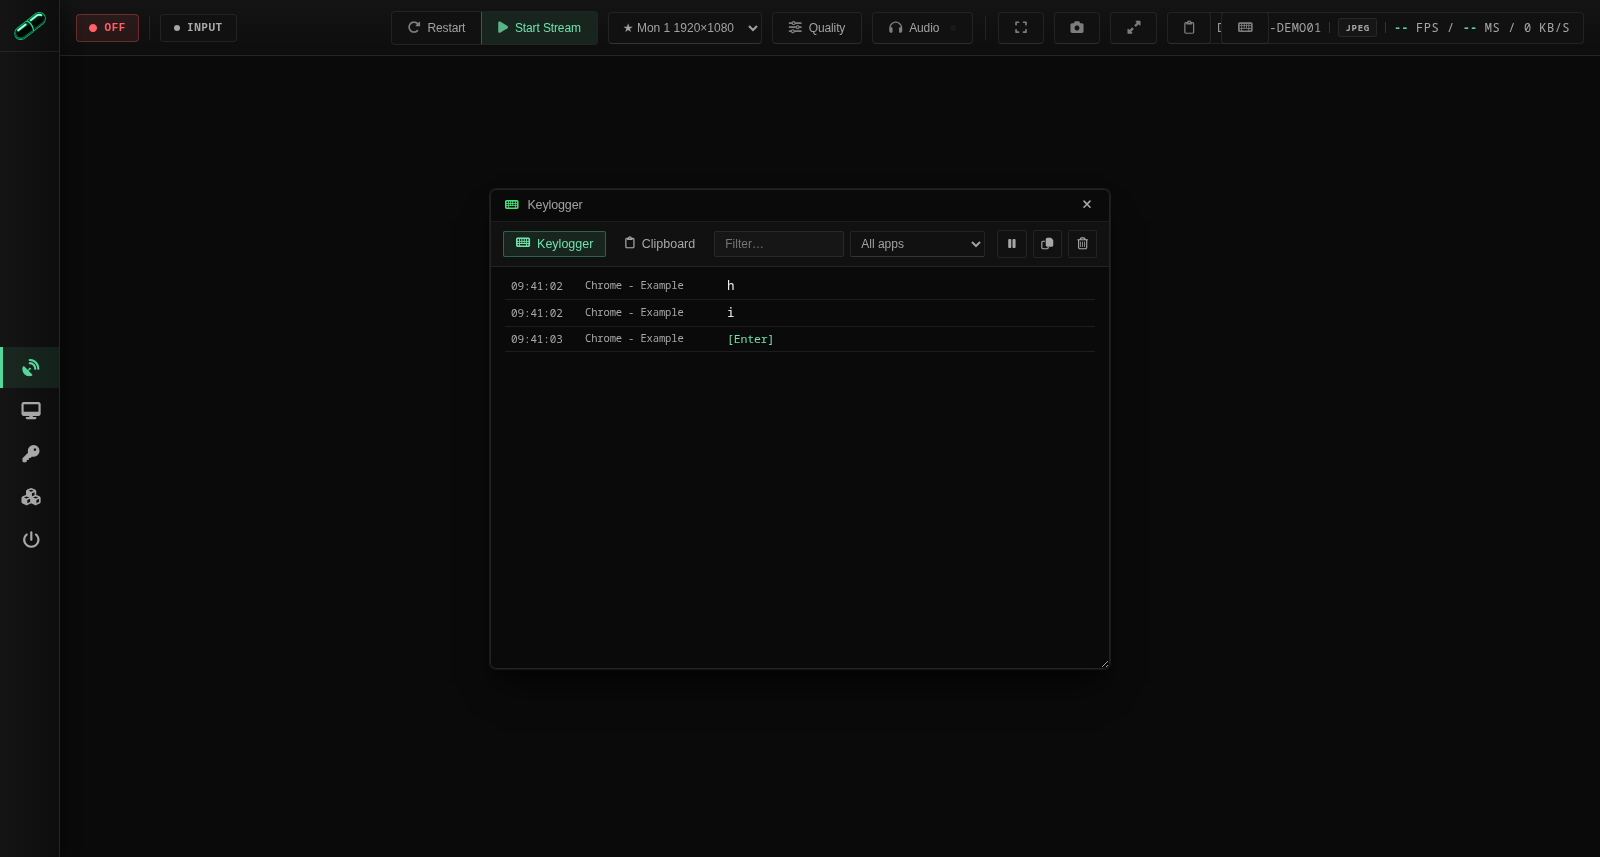 OFF
INPUT
Restart
Start Stream
★ Mon 1 1920×1080
Quality
Audio
-DEMO01
JPEG
-- FPS / -- MS / 0 KB/S
Keylogger
Keylogger
Clipboard
Filter…
All apps
09:41:02 Chrome - Example h
09:41:02 Chrome - Example i
09:41:03 Chrome - Example [Enter]